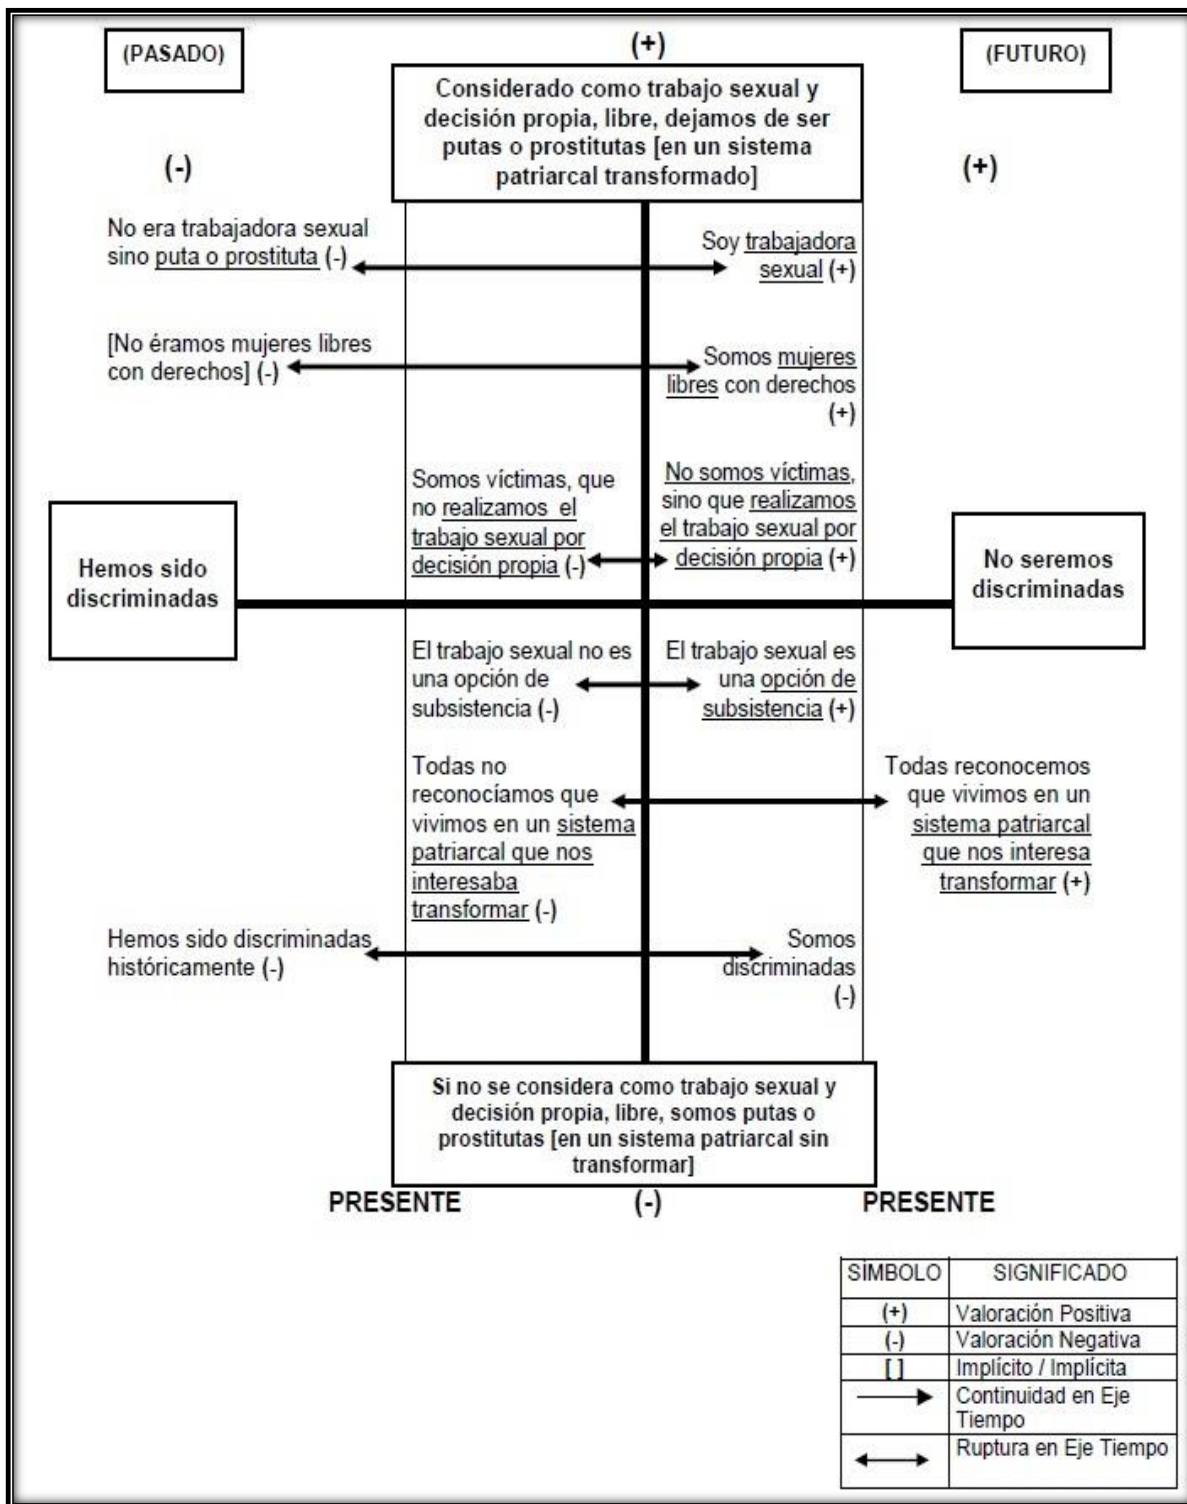 (PASADO)
(+)
(FUTURO)
Considerado como trabajo sexual y
decisión propia, libre, dejamos de ser
putas o prostitutas [en un sistema
patriarcal transformado]
(-)
(+)
No era trabajadora sexual
sino puta o prostituta (-)
Soy trabajadora
sexual (+)
[No éramos mujeres libres
con derechos] (-)
Somos mujeres
libres con derechos
(+)
Somos víctimas, que
no realizamos el
trabajo sexual por
decisión propia (-)
No somos víctimas,
sino que realizamos
el trabajo sexual por
decisión propia (+)
Hemos sido
discriminadas
No seremos
discriminadas
El trabajo sexual no es
una opción de
subsistencia (-)
El trabajo sexual es
una opción de
subsistencia (+)
Todas no
reconocíamos que
vivimos en un sistema
patriarcal que nos
interesaba
transformar (-)
Todas reconocemos
que vivimos en un
sistema patriarcal
que nos interesa
transformar (+)
Hemos sido discriminadas
históricamente (-)
Somos
discriminadas
(-)
Si no se considera como trabajo sexual y
decisión propia, libre, somos putas o
prostitutas [en un sistema patriarcal sin
transformar]
PRESENTE
(-)
PRESENTE
SÍMBOLO SIGNIFICADO
(+) Valoración Positiva
(-) Valoración Negativa
[ ] Implícito / Implícita
Continuidad en Eje
Tiempo
Ruptura en Eje Tiempo